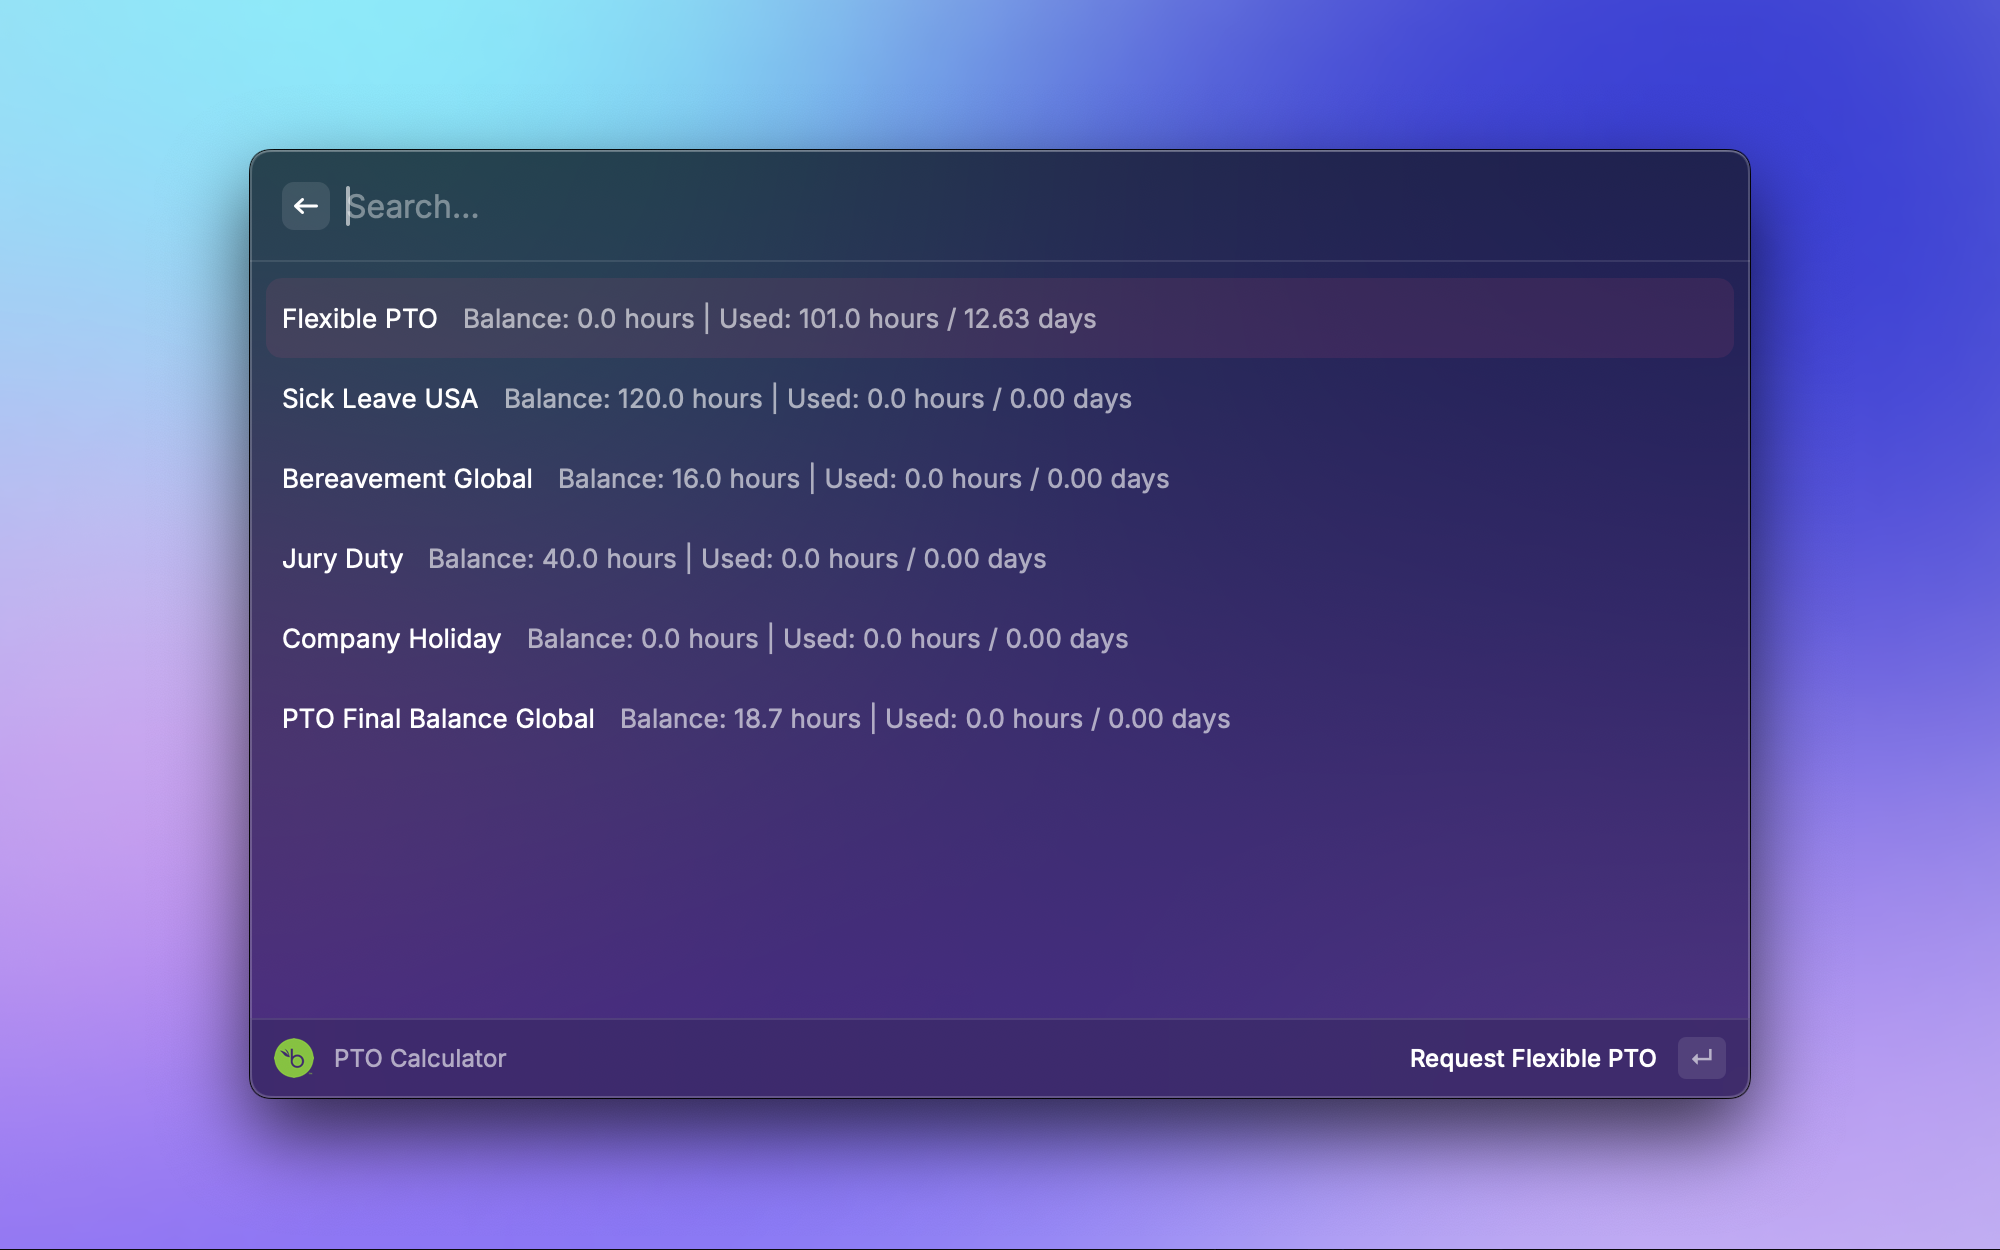 Search...
Flexible PTO Balance: 0.0 hours | Used: 101.0 hours / 12.63 days
Sick Leave USA Balance: 120.0 hours | Used: 0.0 hours / 0.00 days
Bereavement Global Balance: 16.0 hours | Used: 0.0 hours / 0.00 days
Jury Duty Balance: 40.0 hours | Used: 0.0 hours / 0.00 days
Company Holiday Balance: 0.0 hours | Used: 0.0 hours / 0.00 days
PTO Final Balance Global Balance: 18.7 hours | Used: 0.0 hours / 0.00 days
b PTO Calculator Request Flexible PTO